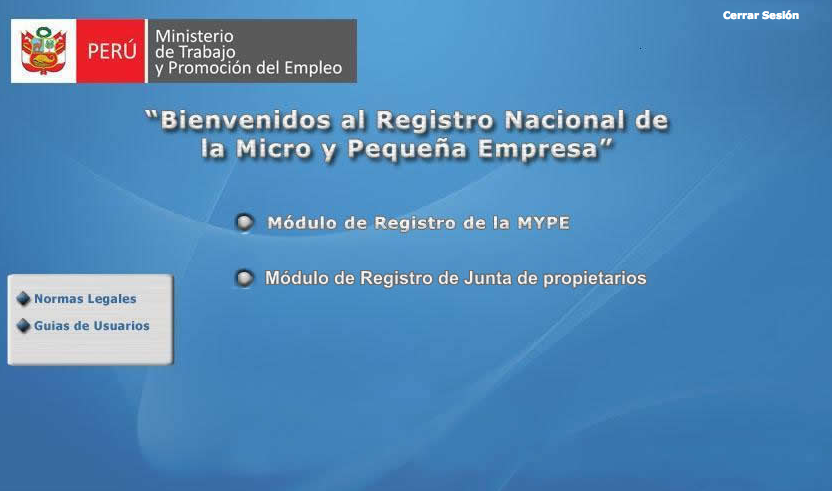 Cerrar Sesión
PERÚ
Ministerio
de Trabajo
y Promoción del Empleo
“Bienvenidos al Registro Nacional de
la Micro y Pequeña Empresa”
Módulo de Registro de la MYPE
Módulo de Registro de Junta de propietarios
Normas Legales
Guias de Usuarios